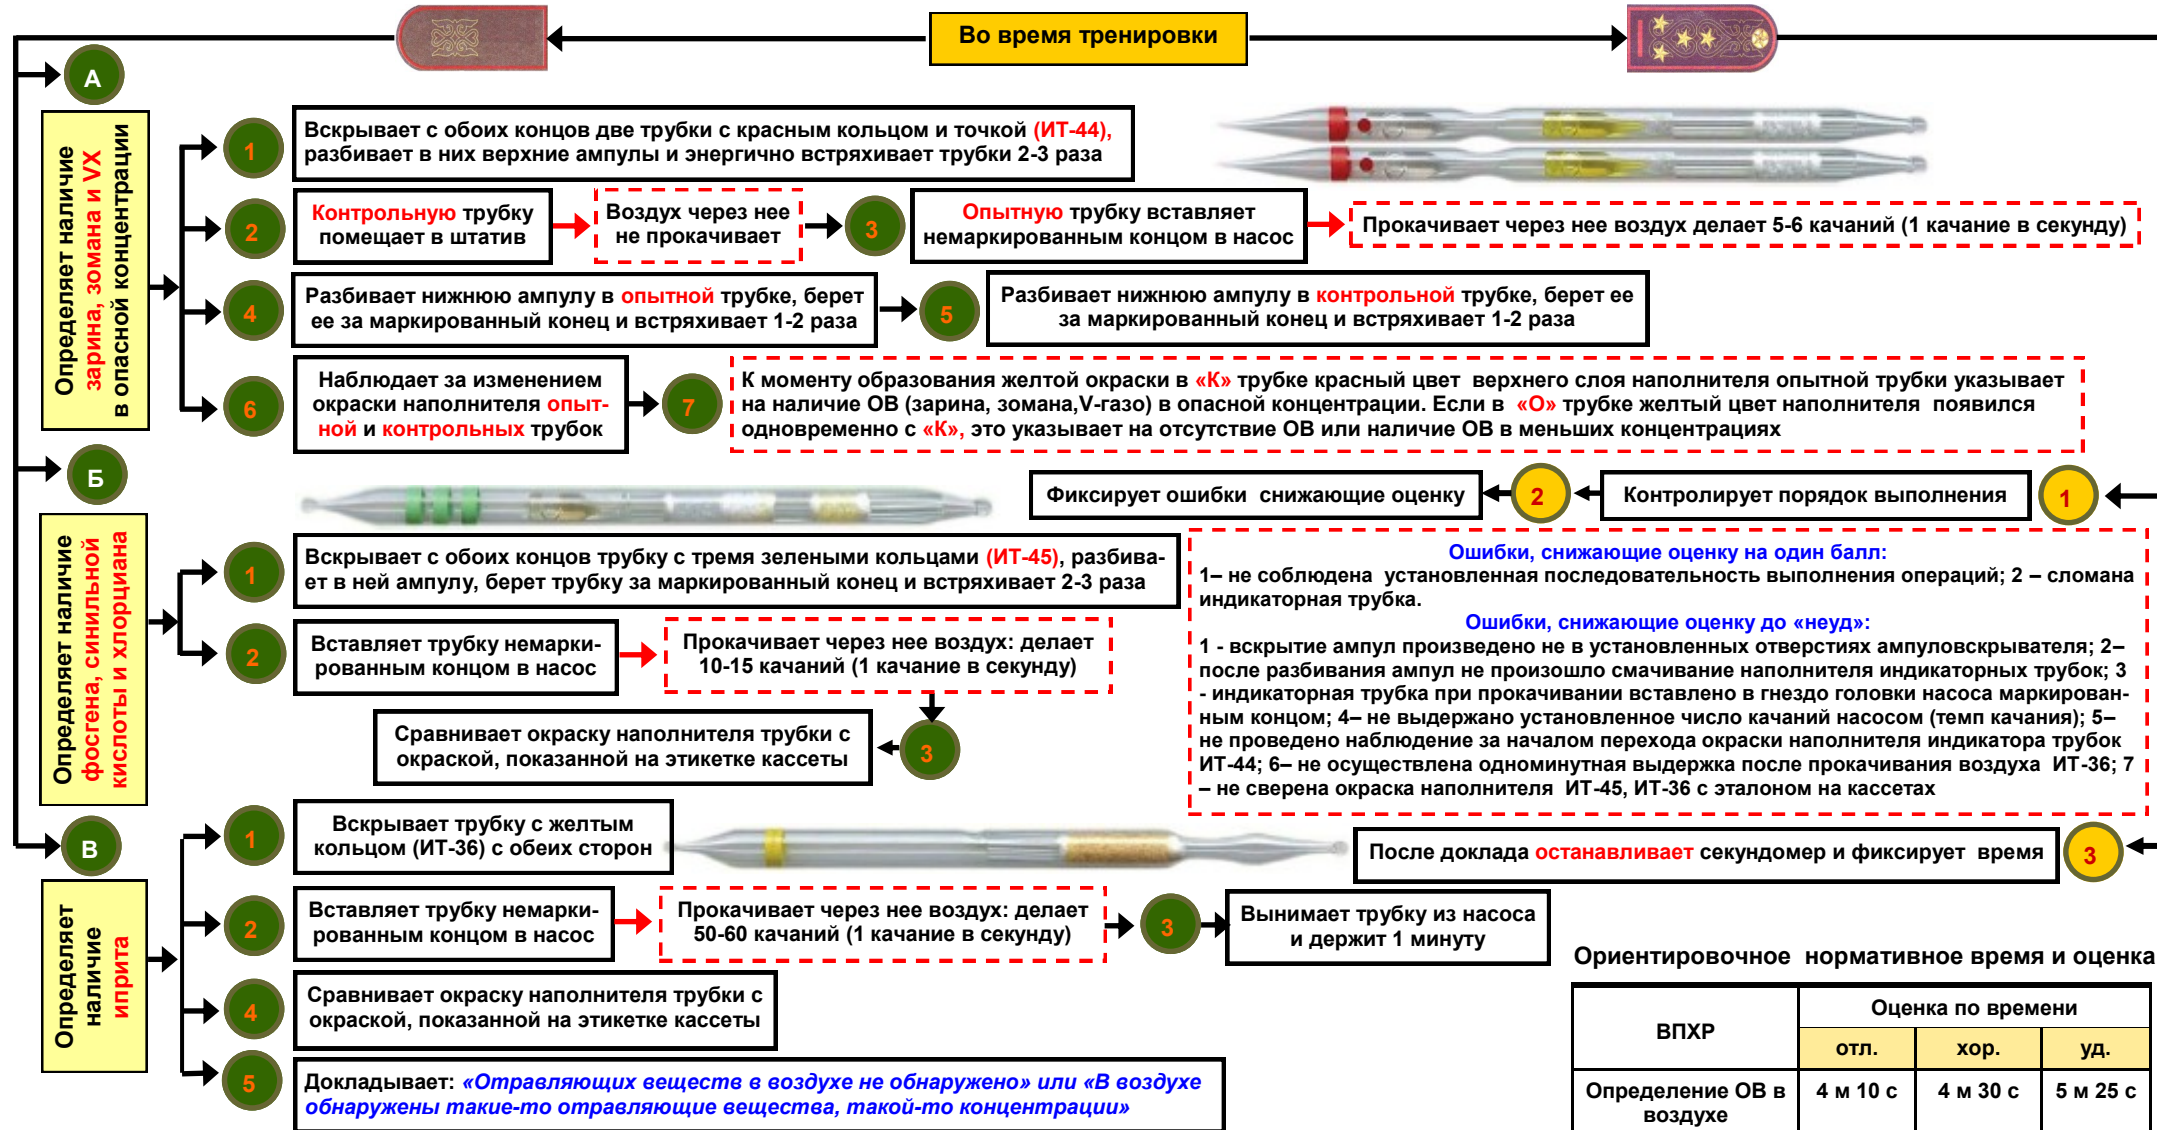 Во время тренировки
А
Определяет наличие
зарина, зомана и VX
в опасной концентрации
1
Вскрывает с обоих концов две трубки с красным кольцом и точкой (ИТ-44),
разбивает в них верхние ампулы и энергично встряхивает трубки 2-3 раза
2
Контрольную трубку
помещает в штатив
Воздух через нее
не прокачивает
3
Опытную трубку вставляет
немаркированным концом в насос
Прокачивает через нее воздух делает 5-6 качаний (1 качание в секунду)
4
Разбивает нижнюю ампулу в опытной трубке, берет
ее за маркированный конец и встряхивает 1-2 раза
5
Разбивает нижнюю ампулу в контрольной трубке, берет ее
за маркированный конец и встряхивает 1-2 раза
6
Наблюдает за изменением
окраски наполнителя опыт-
ной и контрольных трубок
7
К моменту образования желтой окраски в «К» трубке красный цвет верхнего слоя наполнителя опытной трубки указывает
на наличие ОВ (зарина, зомана,V-газо) в опасной концентрации. Если в «О» трубке желтый цвет наполнителя появился
одновременно с «К», это указывает на отсутствие ОВ или наличие ОВ в меньших концентрациях
Б
Определяет наличие
фосгена, синильной
кислоты и хлорциана
1
Вскрывает с обоих концов трубку с тремя зелеными кольцами (ИТ-45), разбива-
ет в ней ампулу, берет трубку за маркированный конец и встряхивает 2-3 раза
2
Вставляет трубку немарки-
рованным концом в насос
Прокачивает через нее воздух: делает
10-15 качаний (1 качание в секунду)
3
Сравнивает окраску наполнителя трубки с
окраской, показанной на этикетке кассеты
В
Определяет
наличие
иприта
1
Вскрывает трубку с желтым
кольцом (ИТ-36) с обеих сторон
2
Вставляет трубку немарки-
рованным концом в насос
Прокачивает через нее воздух: делает
50-60 качаний (1 качание в секунду)
3
Вынимает трубку из насоса
и держит 1 минуту
4
Сравнивает окраску наполнителя трубки с
окраской, показанной на этикетке кассеты
5
Докладывает: «Отравляющих веществ в воздухе не обнаружено» или «В воздухе
обнаружены такие-то отравляющие вещества, такой-то концентрации»
1
Контролирует порядок выполнения
2
Фиксирует ошибки снижающие оценку
Ошибки, снижающие оценку на один балл:
1– не соблюдена установленная последовательность выполнения операций; 2 – сломана
индикаторная трубка.
Ошибки, снижающие оценку до «неуд»:
1 - вскрытие ампул произведено не в установленных отверстиях ампуловскрывателя; 2–
после разбивания ампул не произошло смачивание наполнителя индикаторных трубок; 3
- индикаторная трубка при прокачивании вставлено в гнездо головки насоса маркирован-
ным концом; 4– не выдержано установленное число качаний насосом (темп качания); 5–
не проведено наблюдение за началом перехода окраски наполнителя индикатора трубок
ИТ-44; 6– не осуществлена одноминутная выдержка после прокачивания воздуха ИТ-36; 7
– не сверена окраска наполнителя ИТ-45, ИТ-36 с эталоном на кассетах
3
После доклада останавливает секундомер и фиксирует время
Ориентировочное нормативное время и оценка
ВПХР
Оценка по времени
отл. хор. уд.
Определение ОВ в
воздухе
4 м 10 с 4 м 30 с 5 м 25 с